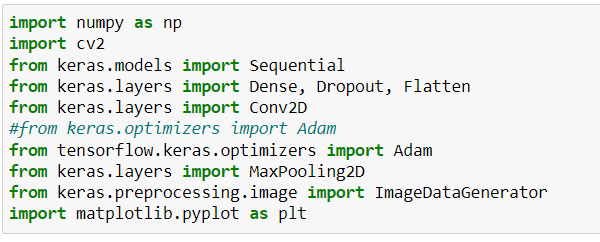 import numpy as np
import cv2
from keras.models import Sequential
from keras.layers import Dense, Dropout, Flatten
from keras.layers import Conv2D
#from keras.optimizers import Adam
from tensorflow.keras.optimizers import Adam
from keras.layers import MaxPooling2D
from keras.preprocessing.image import ImageDataGenerator
import matplotlib.pyplot as plt